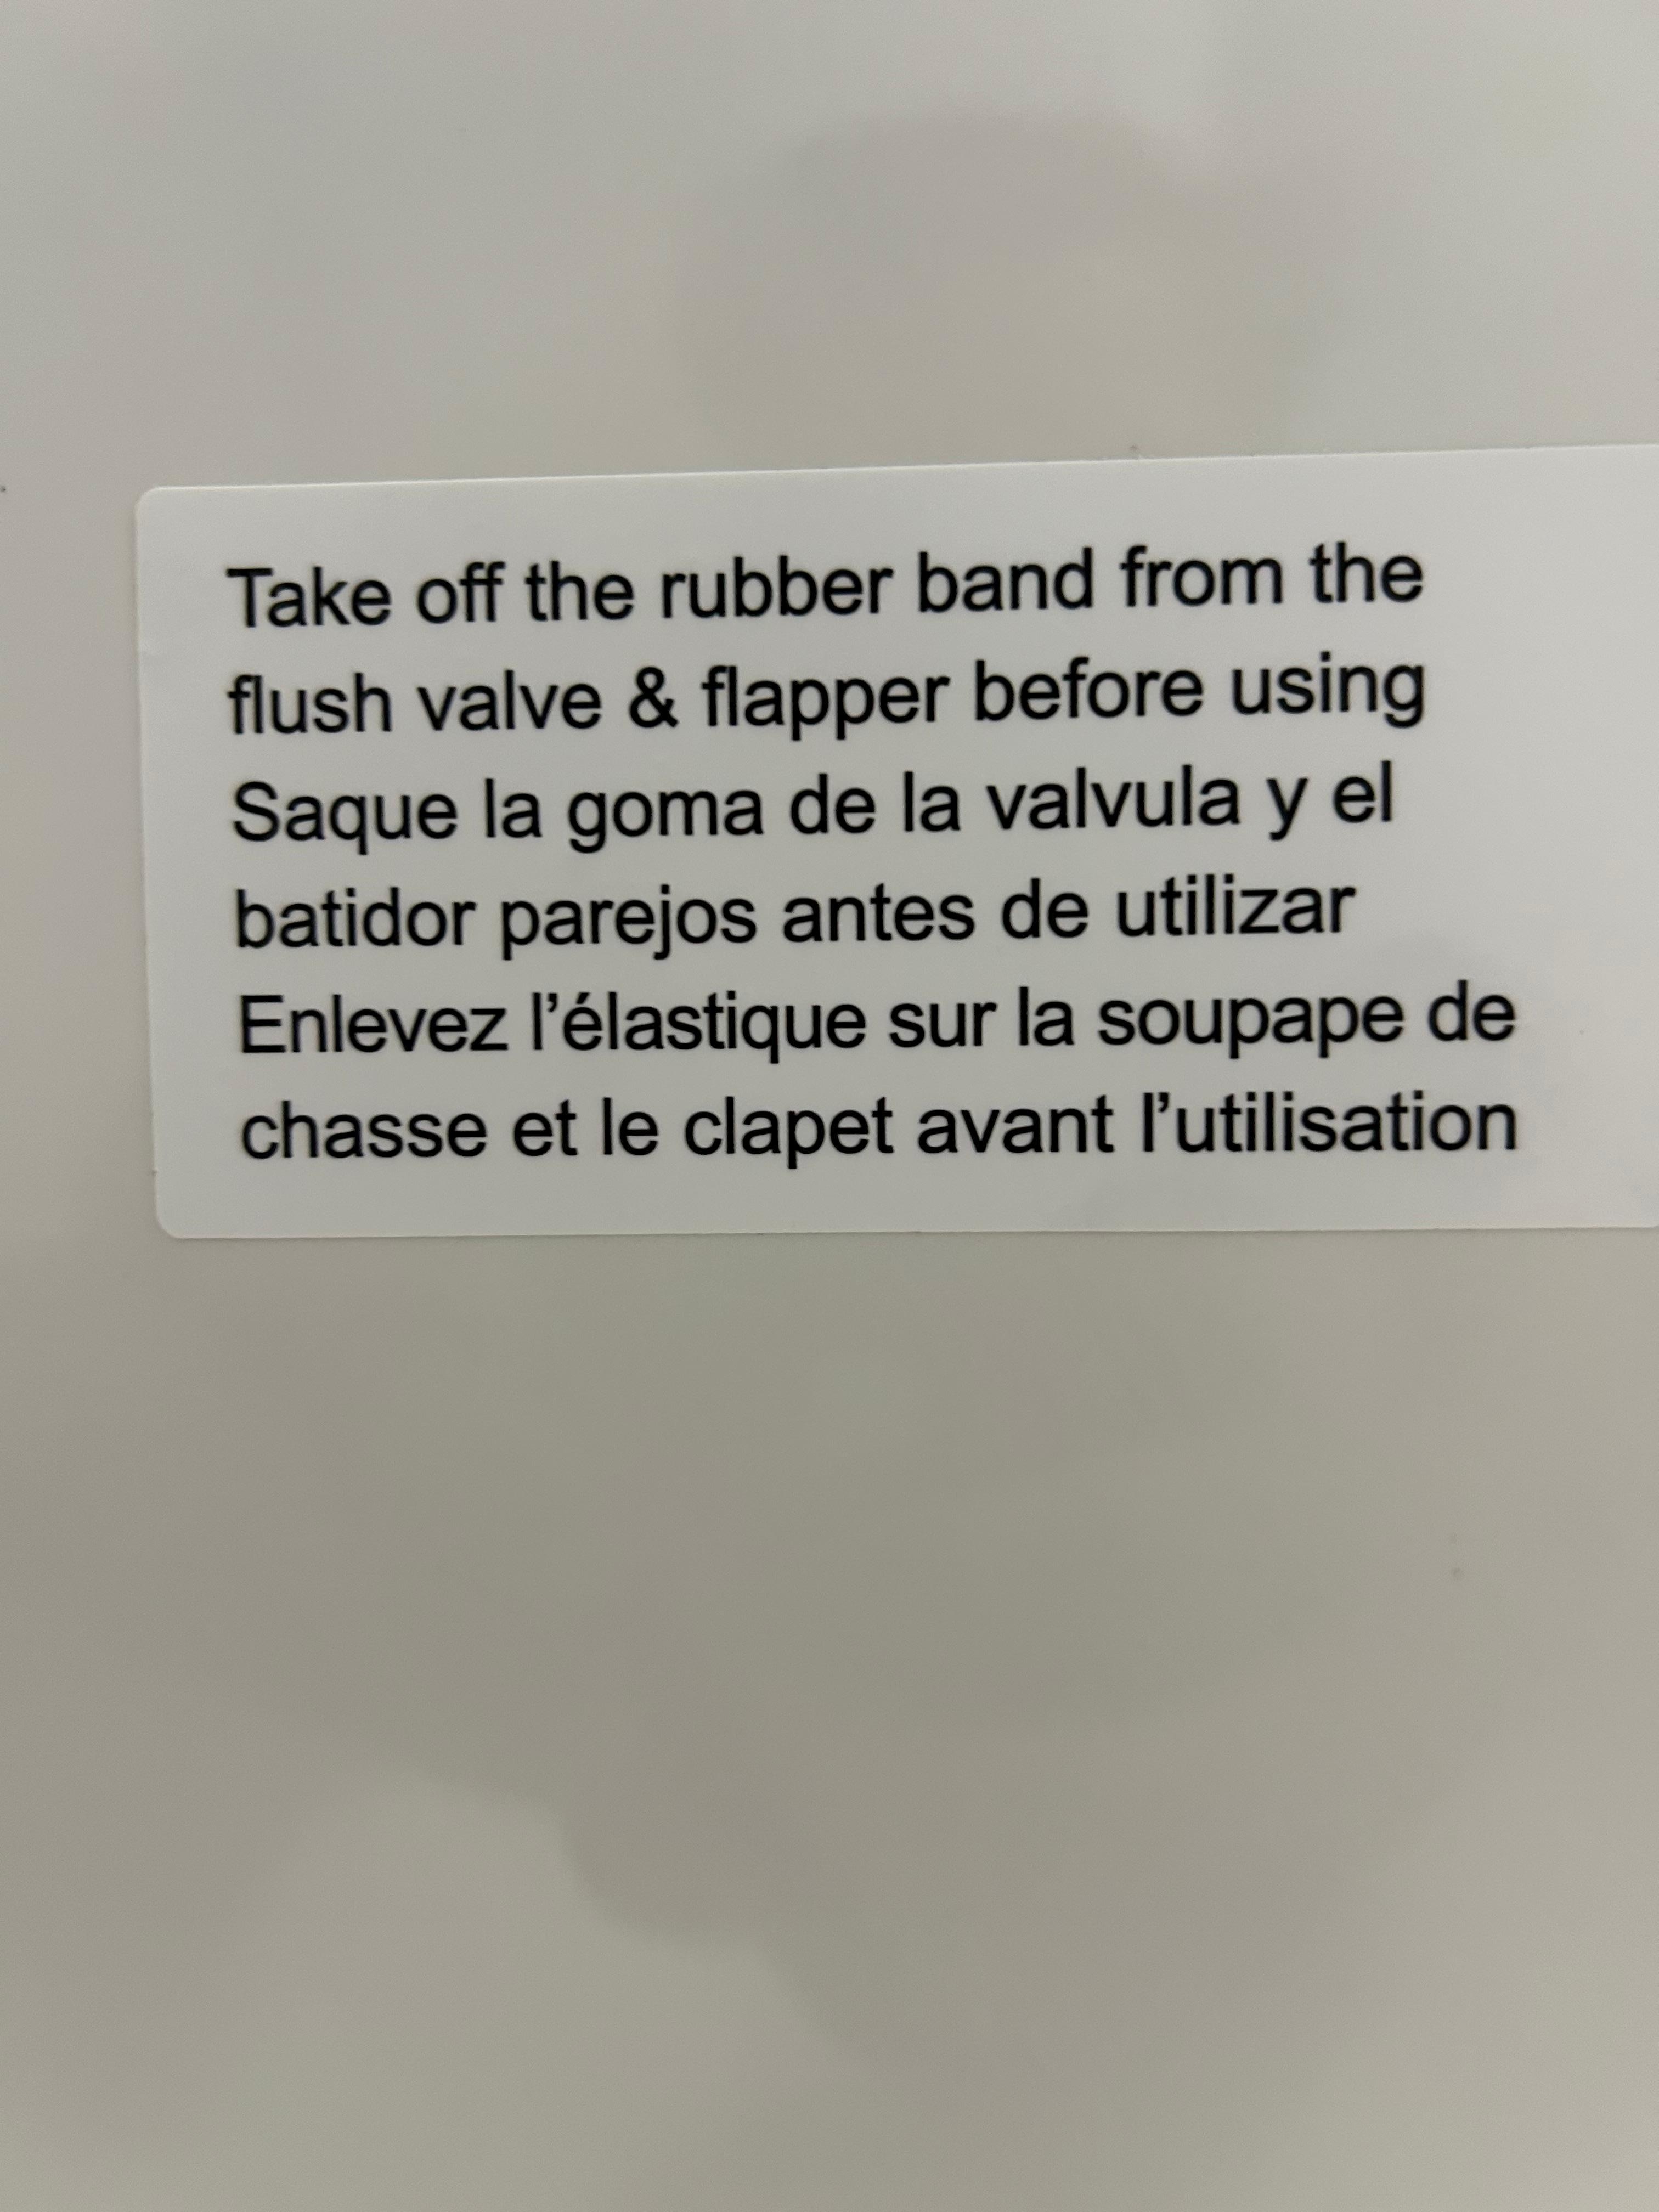 Take off the rubber band from the
flush valve & flapper before using
Saque la goma de la valvula y el
batidor parejos antes de utilizar
Enlevez l’élastique sur la soupape de
chasse et le clapet avant l’utilisation